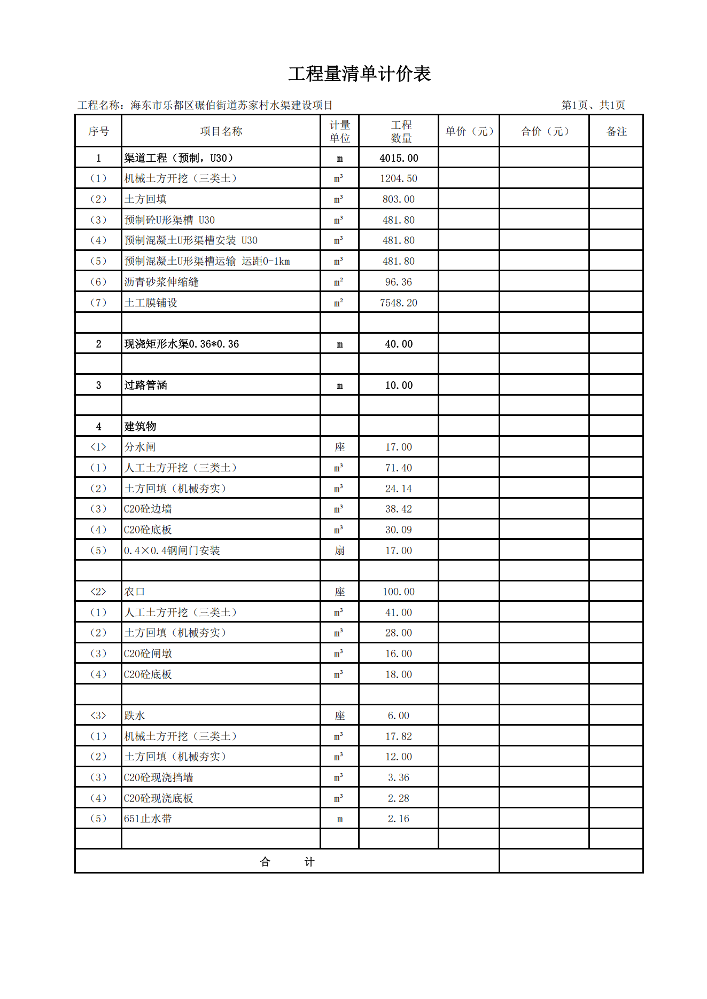 工程量清单计价表
工程名称：海东市乐都区碾伯街道苏家村水渠建设项目 第1页、共1页
序号 项目名称 计量单位 工程数量 单价（元） 合价（元） 备注
1 渠道工程（预制，U30） m 4015.00
（1） 机械土方开挖（三类土） m³ 1204.50
（2） 土方回填 m³ 803.00
（3） 预制砼U形渠槽 U30 m³ 481.80
（4） 预制混凝土U形渠槽安装 U30 m³ 481.80
（5） 预制混凝土U形渠槽运输 运距0-1km m³ 481.80
（6） 沥青砂浆伸缩缝 m² 96.36
（7） 土工膜铺设 m² 7548.20
2 现浇矩形水渠0.36*0.36 m 40.00
3 过路管涵 m 10.00
4 建筑物
<1> 分水闸 座 17.00
（1） 人工土方开挖（三类土） m³ 71.40
（2） 土方回填（机械夯实） m³ 24.14
（3） C20砼边墙 m³ 38.42
（4） C20砼底板 m³ 30.09
（5） 0.4×0.4钢闸门安装 扇 17.00
<2> 农口 座 100.00
（1） 人工土方开挖（三类土） m³ 41.00
（2） 土方回填（机械夯实） m³ 28.00
（3） C20砼闸墩 m³ 16.00
（4） C20砼底板 m³ 18.00
<3> 跌水 座 6.00
（1） 机械土方开挖（三类土） m³ 17.82
（2） 土方回填（机械夯实） m³ 12.00
（3） C20砼现浇挡墙 m³ 3.36
（4） C20砼现浇底板 m³ 2.28
（5） 651止水带 m 2.16
合 计